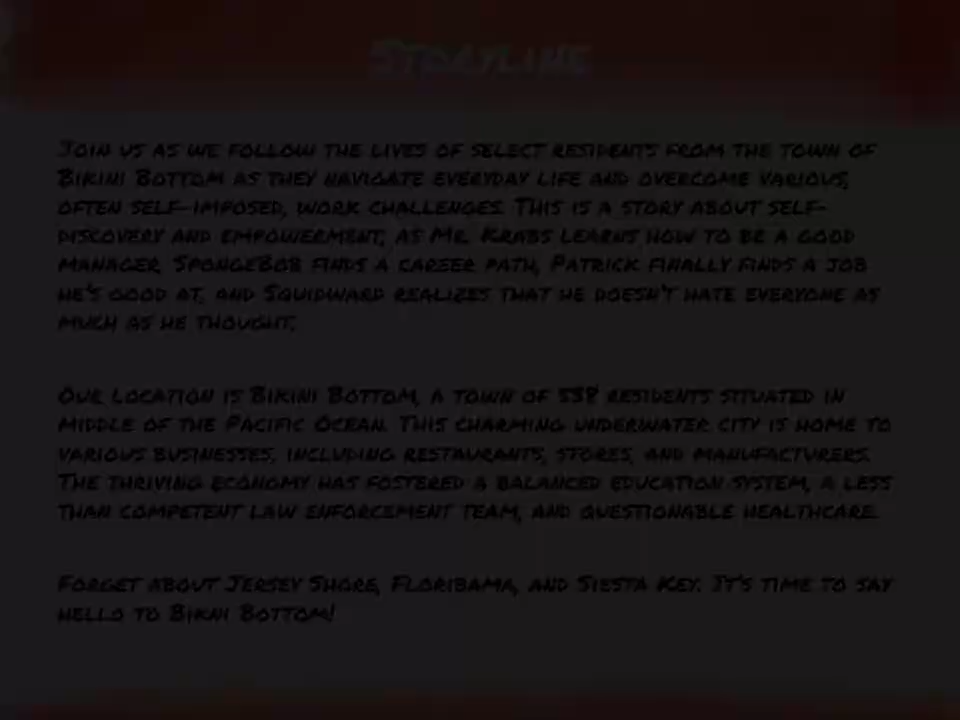 Storyline
Join us as we follow the lives of select residents from the town of
Bikini Bottom as they navigate everyday life and overcome various,
often self-imposed, work challenges. This is a story about self-
discovery and empowerment, as Mr. Krabs learns how to be a good
manager, SpongeBob finds a career path, Patrick finally finds a job
he's good at, and Squidward realizes that he doesn't hate everyone as
much as he thought.
Our location is Bikini Bottom, a town of 538 residents situated in
middle of the Pacific Ocean. This charming underwater city is home to
various businesses, including restaurants, stores, and manufacturers.
The thriving economy has fostered a balanced education system, a less
than competent law enforcement team, and questionable healthcare.
Forget about Jersey Shore, Floribama, and Siesta Key. It's time to say
hello to Bikini Bottom!